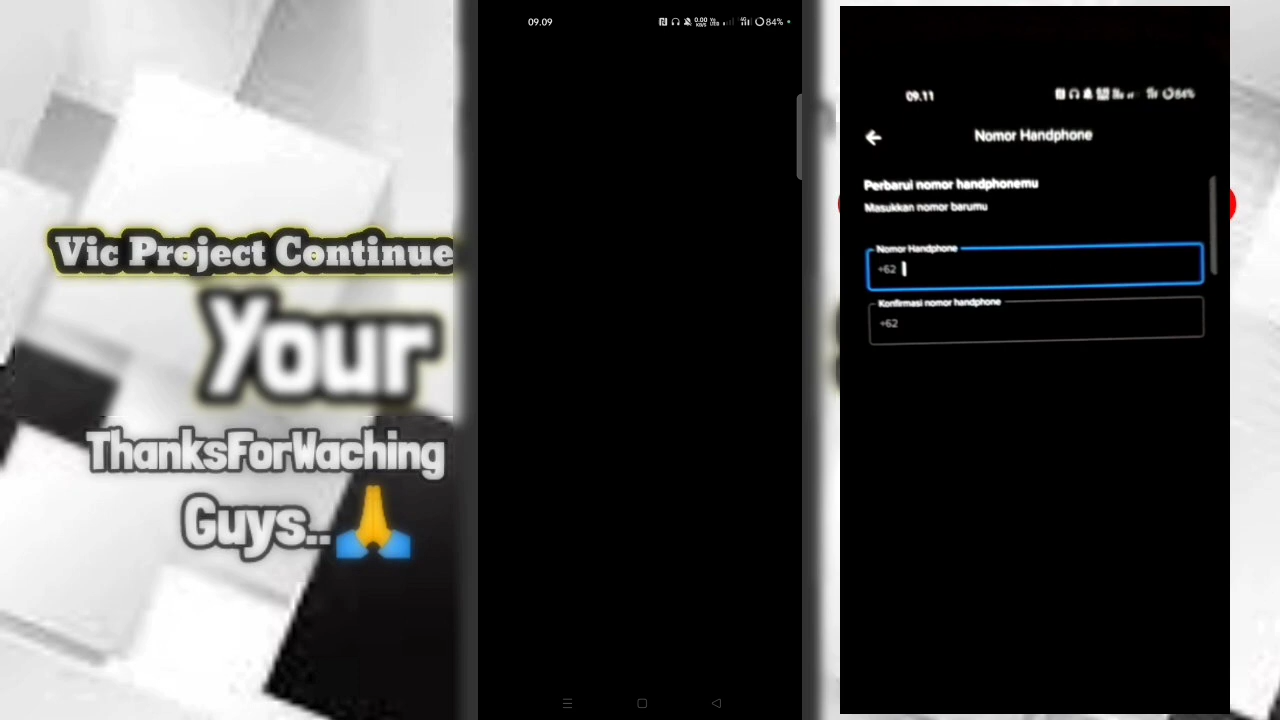 Vic Project Continue
Your
ThanksForWaching
Guys..🙏
09.09
84%
09.11
84%
Nomor Handphone
Perbarui nomor handphonemu
Masukkan nomor barumu
Nomor Handphone
+62
Konfirmasi nomor handphone
+62